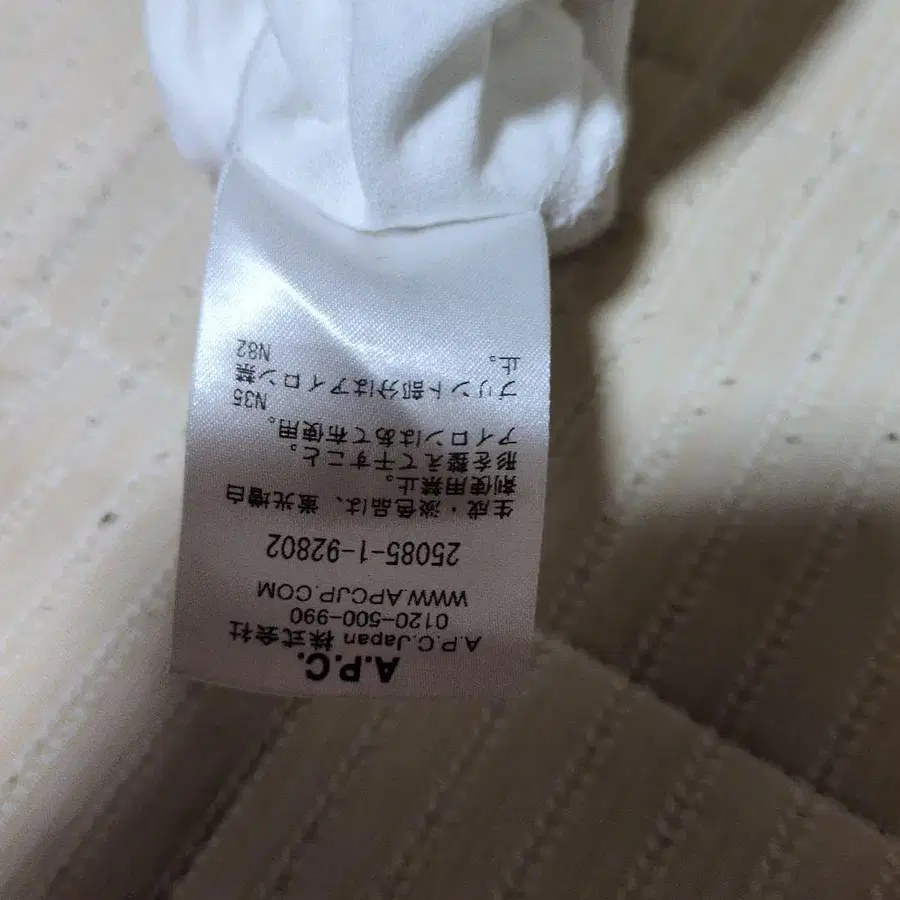 A.P.C.
A.P.C.Japan 株式会社
0120-500-990
WWW.APCJP.COM
25085-1-92802
生成・淡色品は、蛍光増白
剤使用禁止。
形を整えて干すこと。
アイロンはあて布使用。
N35
プリント部分はアイロン禁
止。
N82